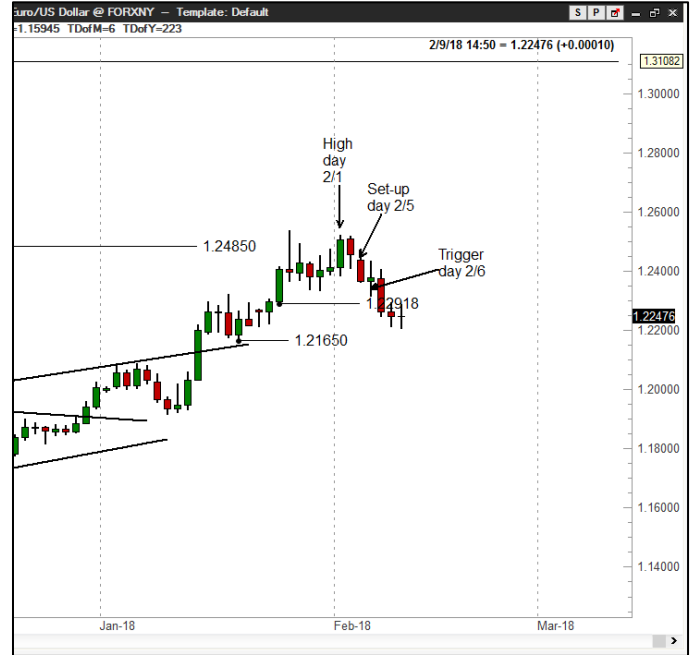 Euro/US Dollar @ FORXNY – Template: Default
S P
=1.15945 TDofM=6 TDofY=223
2/9/18 14:50 = 1.22476 (+0.00010)
1.31082
1.30000
1.28000
High
day
2/1
Set-up
day 2/5
1.26000
1.24850
Trigger
day 2/6
1.24000
1.22918
1.22476
1.22000
1.21650
1.20000
1.18000
1.16000
1.14000
Jan-18 Feb-18 Mar-18